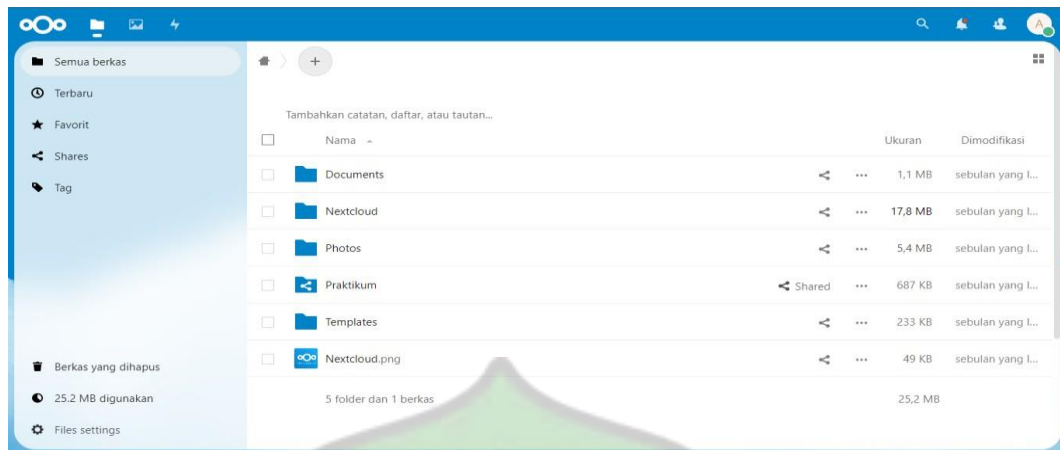 A
Semua berkas
Terbaru
Favorit
Shares
Tag
Berkas yang dihapus
25.2 MB digunakan
Files settings
Tambahkan catatan, daftar, atau tautan...
Nama Ukuran Dimodifikasi
Documents 1,1 MB sebulan yang l...
Nextcloud 17,8 MB sebulan yang l...
Photos 5,4 MB sebulan yang l...
Praktikum Shared 687 KB sebulan yang l...
Templates 233 KB sebulan yang l...
Nextcloud.png 49 KB sebulan yang l...
5 folder dan 1 berkas 25,2 MB